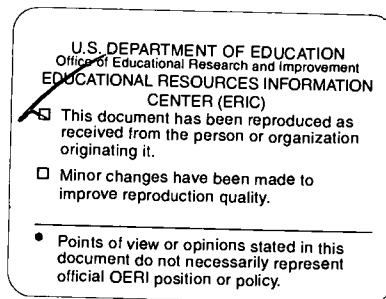 U.S. DEPARTMENT OF EDUCATION
Office of Educational Research and Improvement
EDUCATIONAL RESOURCES INFORMATION
CENTER (ERIC)
☑ This document has been reproduced as
received from the person or organization
originating it.
☐ Minor changes have been made to
improve reproduction quality.
• Points of view or opinions stated in this
document do not necessarily represent
official OERI position or policy.